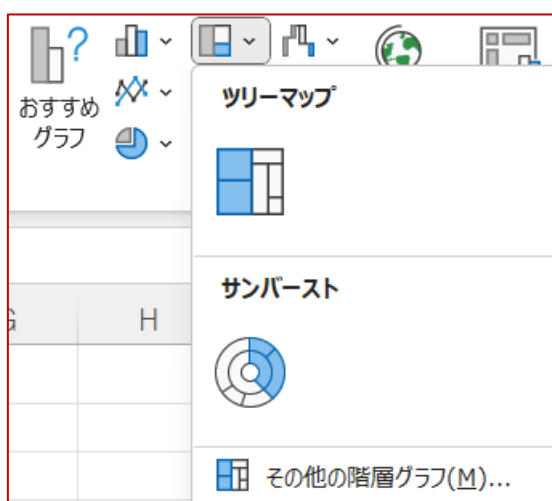 おすすめ
グラフ
ツリーマップ
サンバースト
H
その他の階層グラフ(M)...